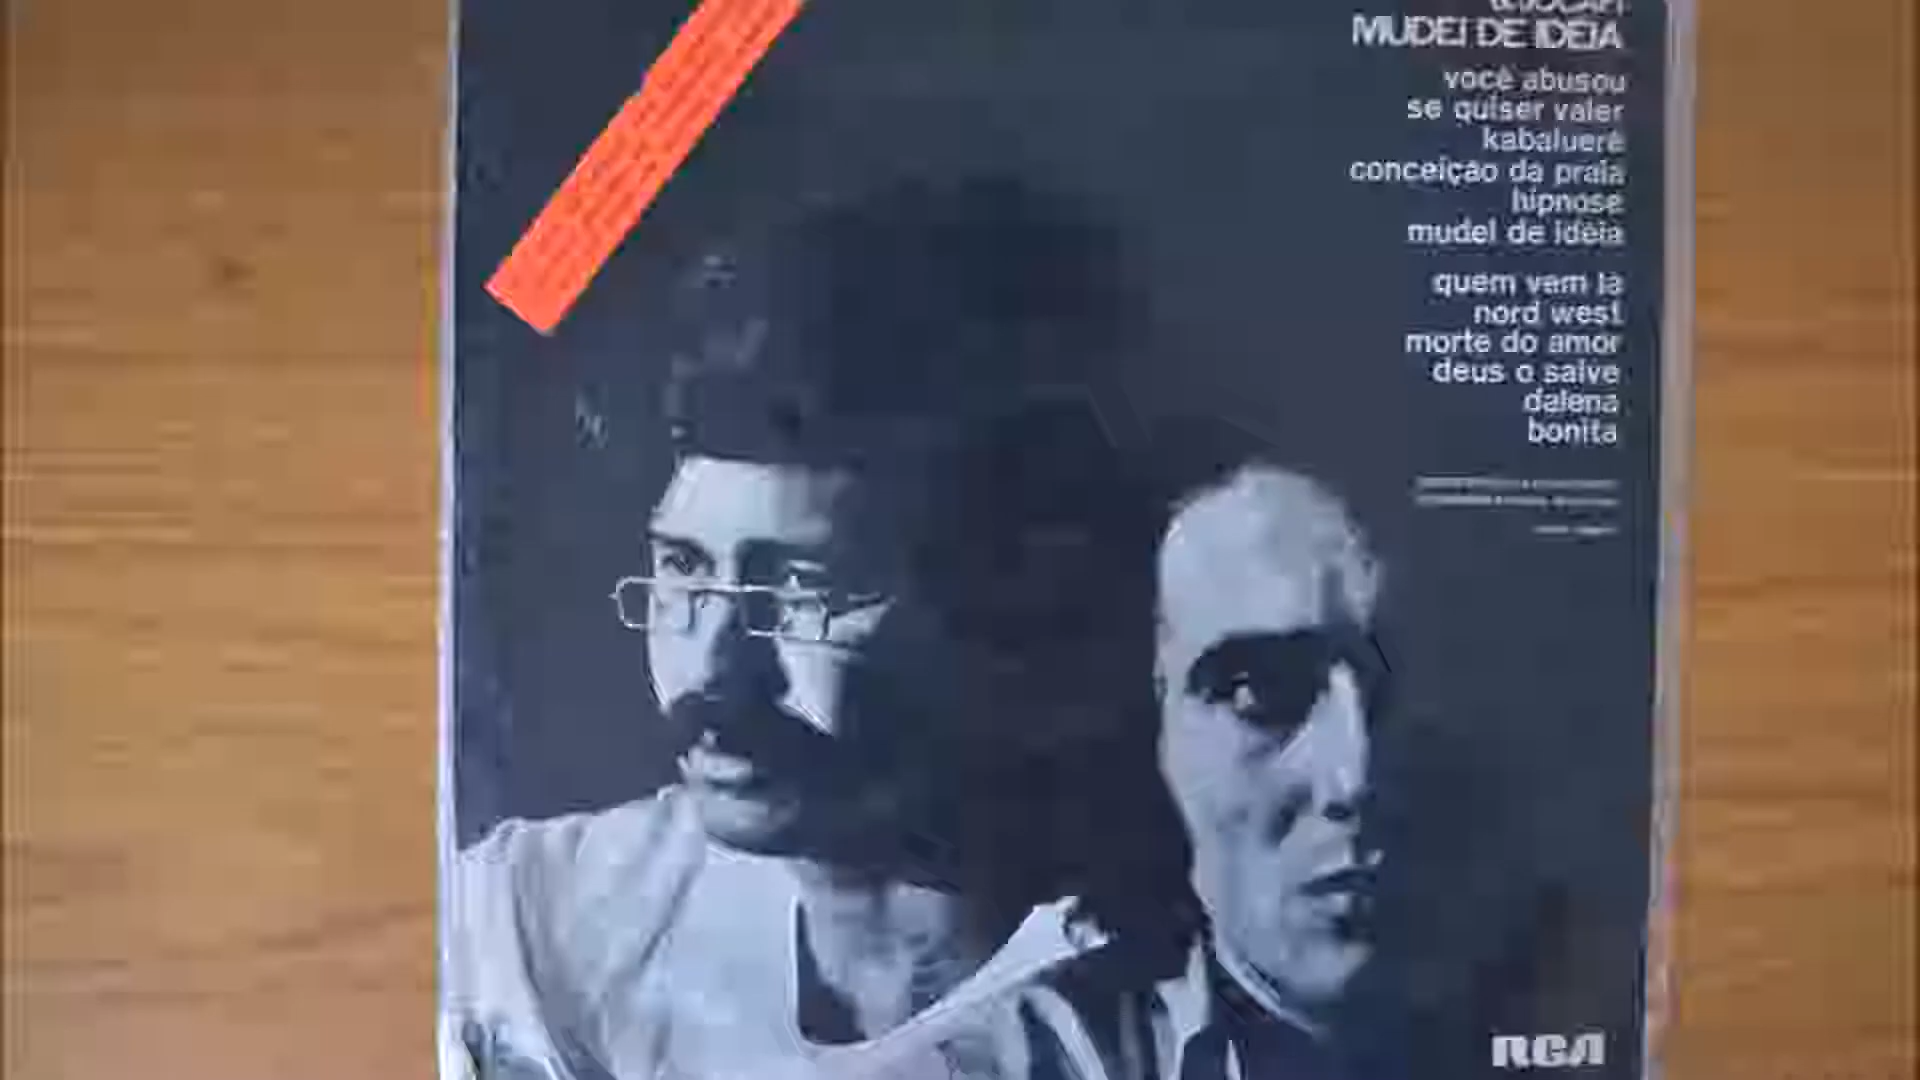 & JOCAFI
MUDEI DE IDÉIA
você abusou
se quiser valer
kabaluerê
conceição da praia
hipnose
mudei de idéia
quem vem lá
nord west
morte do amor
deus o salve
dalena
bonita
RCA